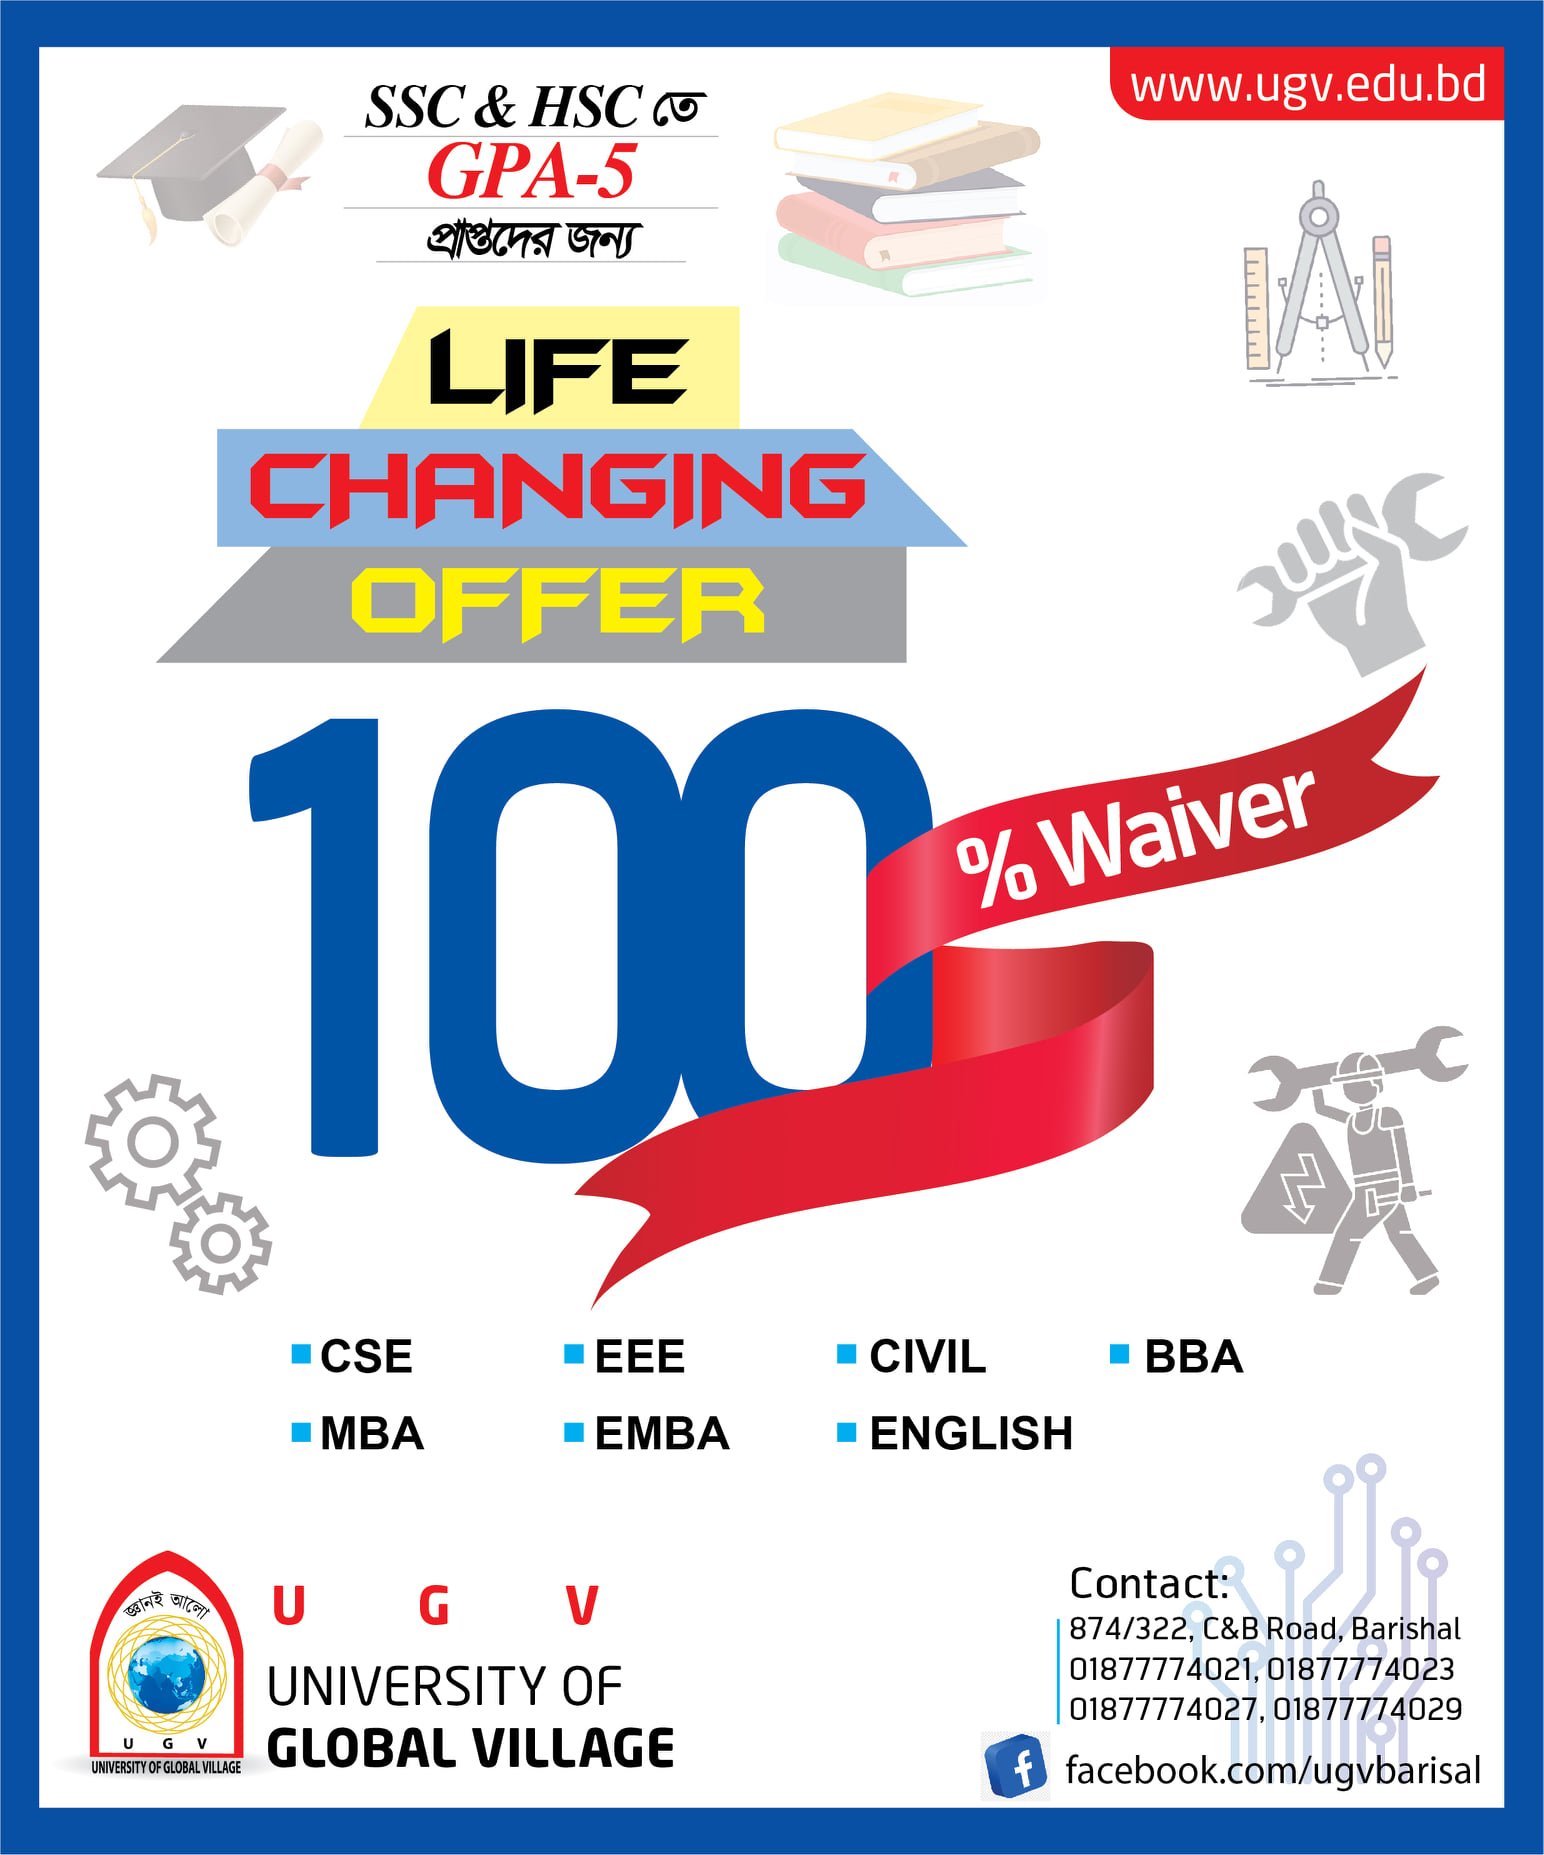 www.ugv.edu.bd
SSC & HSC তে
GPA-5
প্রাপ্তদের জন্য
LIFE
CHANGING
OFFER
100
% Waiver
CSE
EEE
CIVIL
BBA
MBA
EMBA
ENGLISH
জ্ঞানই আলো
U G V
UNIVERSITY OF GLOBAL VILLAGE
U G V
UNIVERSITY OF
GLOBAL VILLAGE
Contact:
874/322, C&B Road, Barishal
01877774021, 01877774023
01877774027, 01877774029
facebook.com/ugvbarisal